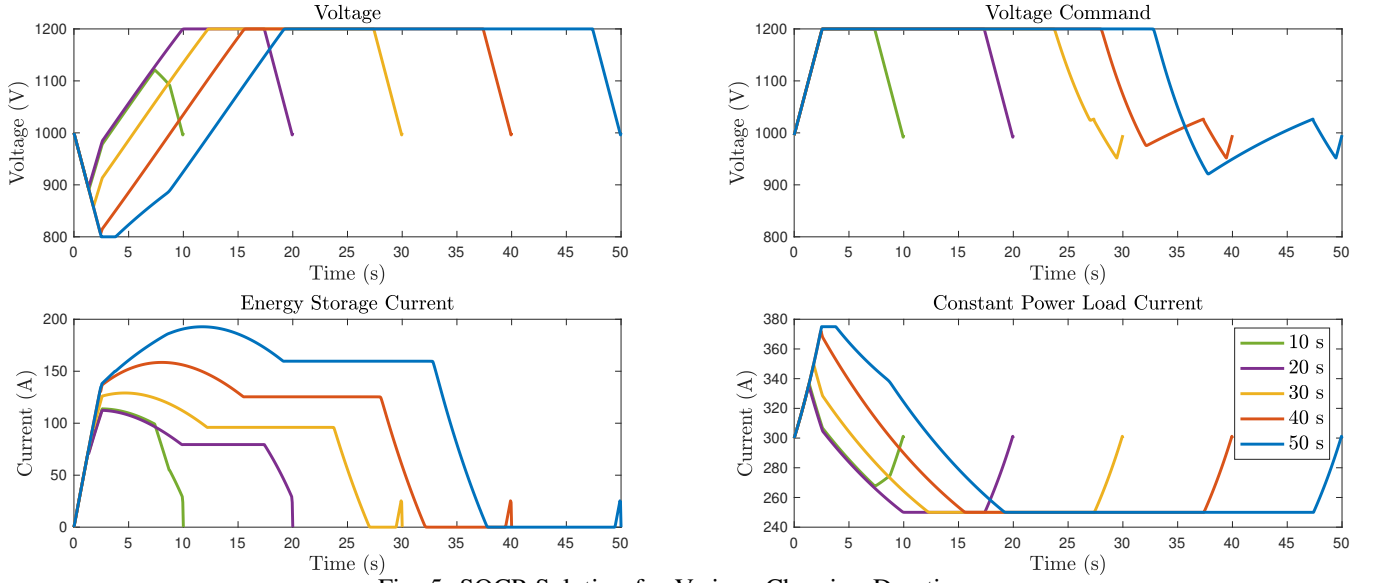 Voltage
Voltage (V)
1200
1100
1000
900
800
0 5 10 15 20 25 30 35 40 45 50
Time (s)
Voltage Command
Voltage (V)
1200
1100
1000
900
800
0 5 10 15 20 25 30 35 40 45 50
Time (s)
Energy Storage Current
Current (A)
200
150
100
50
0
0 5 10 15 20 25 30 35 40 45 50
Time (s)
Constant Power Load Current
Current (A)
380
360
340
320
300
280
260
240
0 5 10 15 20 25 30 35 40 45 50
Time (s)
10 s
20 s
30 s
40 s
50 s